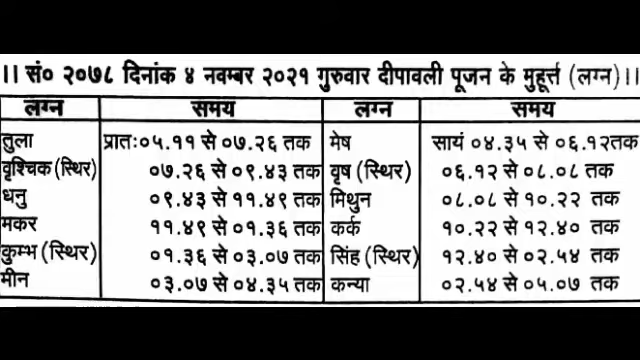 ।। सं० २०७८ दिनांक ४ नवम्बर २०२१ गुरुवार दीपावली पूजन के मुहूर्त्त (लग्न)।।
लग्न समय लग्न समय
तुला प्रातः०५.११ से ०७.२६ तक मेष सायं ०४.३५ से ०६.१२तक
वृश्चिक (स्थिर) ०७.२६ से ०९.४३ तक वृष (स्थिर) ०६.१२ से ०८.०८ तक
धनु ०९.४३ से ११.४९ तक मिथुन ०८.०८ से १०.२२ तक
मकर ११.४९ से ०१.३६ तक कर्क १०.२२ से १२.४० तक
कुम्भ (स्थिर) ०१.३६ से ०३.०७ तक सिंह (स्थिर) १२.४० से ०२.५४ तक
मीन ०३.०७ से ०४.३५ तक कन्या ०२.५४ से ०५.०७ तक